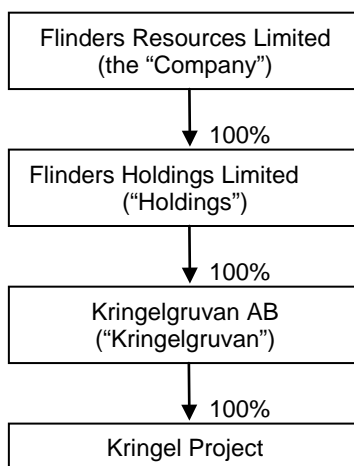 Flinders Resources Limited
(the “Company”)
100%
Flinders Holdings Limited
(“Holdings”)
100%
Kringelgruvan AB
(“Kringelgruvan”)
100%
Kringel Project